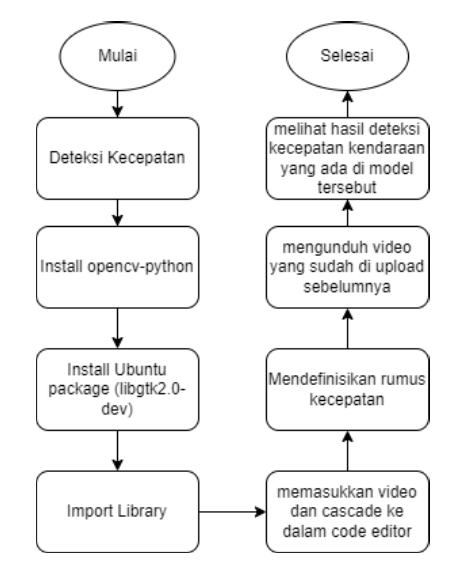 Mulai
Deteksi Kecepatan
Install opencv-python
Install Ubuntu
package (libgtk2.0-
dev)
Import Library
memasukkan video
dan cascade ke
dalam code editor
Mendefinisikan rumus
kecepatan
mengunduh video
yang sudah di upload
sebelumnya
melihat hasil deteksi
kecepatan kendaraan
yang ada di model
tersebut
Selesai